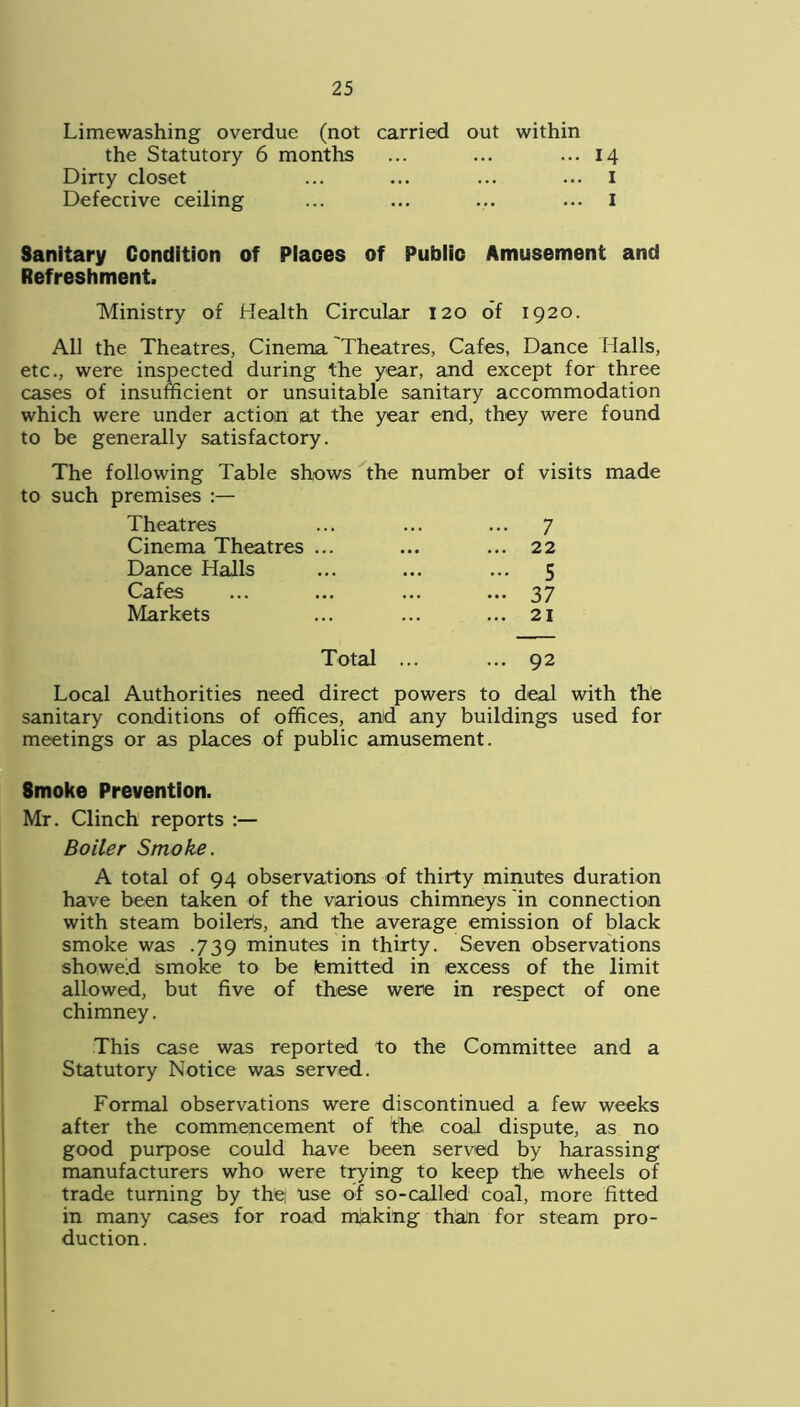 25
Limewashing overdue (not carried out within
the Statutory 6 months ... ... ... 14
Dirty closet ... ... ... ... 1
Defective ceiling ... ... ... ... 1
Sanitary Condition of Places of Public Amusement and
Refreshment.
Ministry of Health Circular 120 of 1920.
All the Theatres, Cinema Theatres, Cafes, Dance Halls,
etc., were inspected during the year, and except for three
cases of insufficient or unsuitable sanitary accommodation
which were under action at the year end, they were found
to be generally satisfactory.
The following Table shows the number of visits made
to such premises :—
Theatres ... ... ... 7
Cinema Theatres ... ... ... 22
Dance Halls ... ... ... 5
Cafes ... ... ... ... 37
Markets ... ... ... 21
Total ... ... 92
Local Authorities need direct powers to deal with the
sanitary conditions of offices, and any buildings used for
meetings or as places of public amusement.
Smoke Prevention.
Mr. Clinch reports :—
Boiler Smoke.
A total of 94 observations of thirty minutes duration
have been taken of the various chimneys in connection
with steam boilers, and the average emission of black
smoke was .739 minutes in thirty. Seven observations
showed smoke to be emitted in excess of the limit
allowed, but five of these were in respect of one
chimney.
This case was reported to the Committee and a
Statutory Notice was served.
Formal observations were discontinued a few weeks
after the commencement of the coal dispute, as no
good purpose could have been served by harassing
manufacturers who were trying to keep the wheels of
trade turning by the use of so-called coal, more fitted
in many cases for road making than for steam pro-
duction.